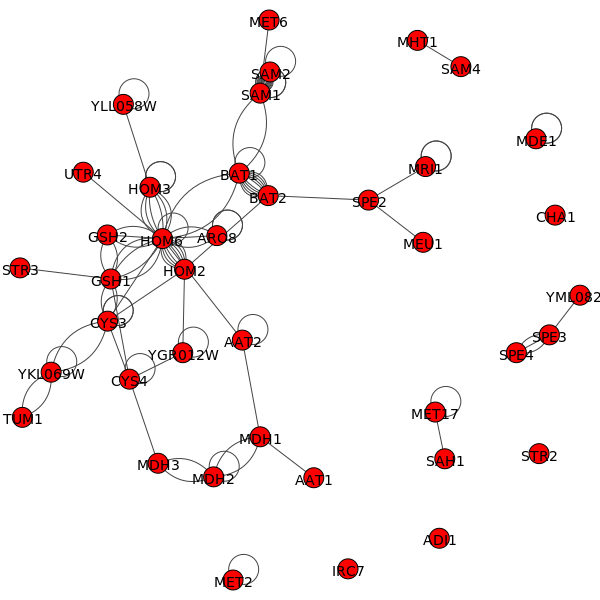 MET6
MHT1
SAM4
SAM2
SAM1
YLL058W
MDE1
UTR4
HOM3
BAT1
MRI1
BAT2
SPE2
CHA1
GSH2
HOM6
ARO8
MEU1
STR3
GSH1
HOM2
YML082
CYS3
SPE3
YGR012W
AAT2
SPE4
YKL069W
CYS4
TUM1
MET17
MDH1
MDH3
MDH2
AAT1
SAH1
STR2
ADI1
MET2
IRC7